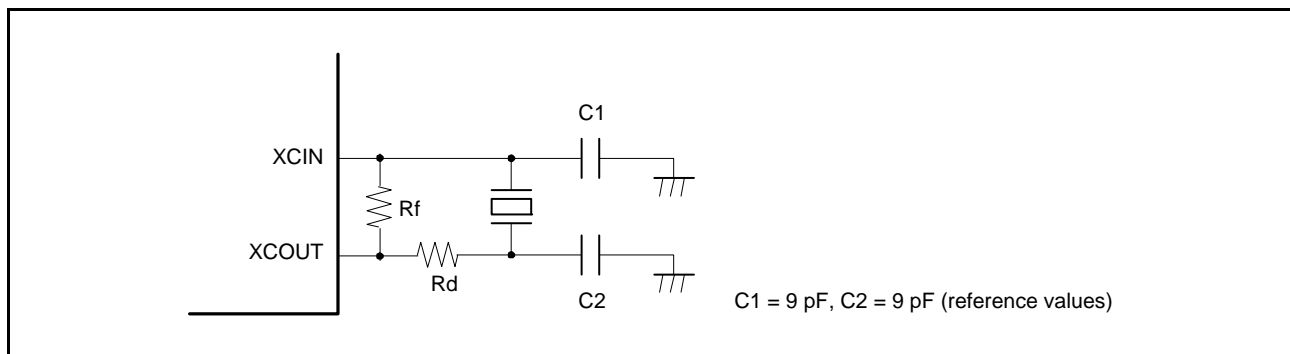 C1
XCIN
Rf
XCOUT
Rd
C2
C1 = 9 pF, C2 = 9 pF (reference values)